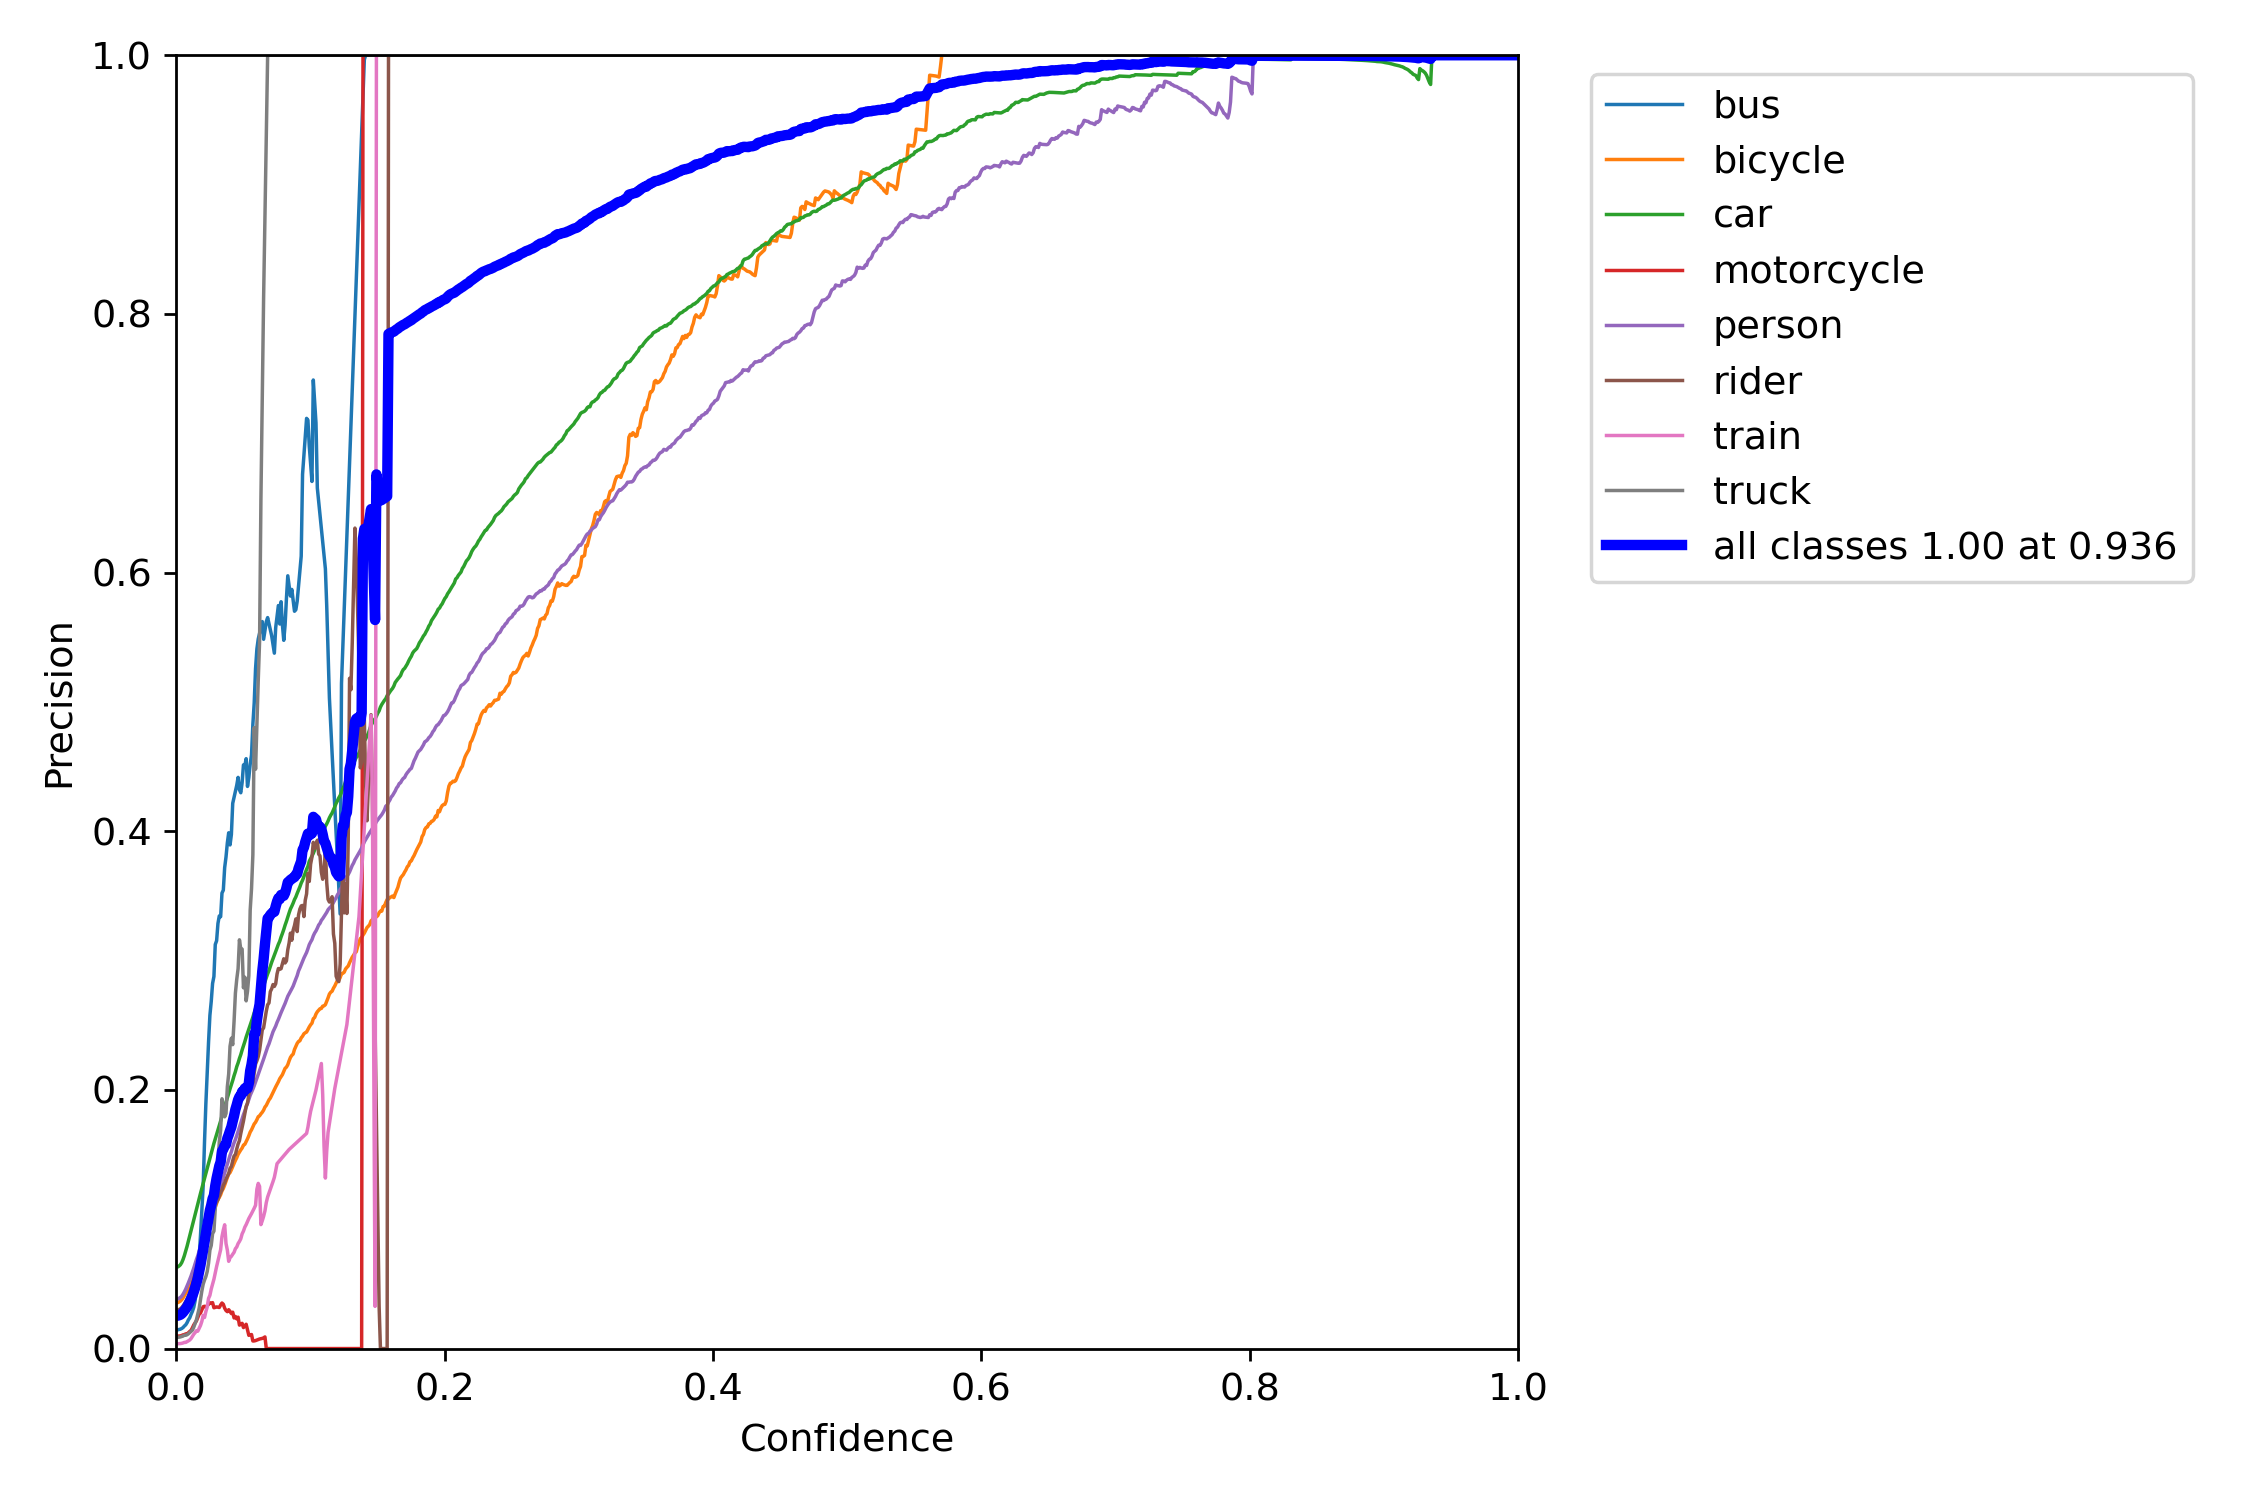 1.0
0.8
0.6
0.4
0.2
0.0
Precision
0.0 0.2 0.4 0.6 0.8 1.0
Confidence
bus
bicycle
car
motorcycle
person
rider
train
truck
all classes 1.00 at 0.936